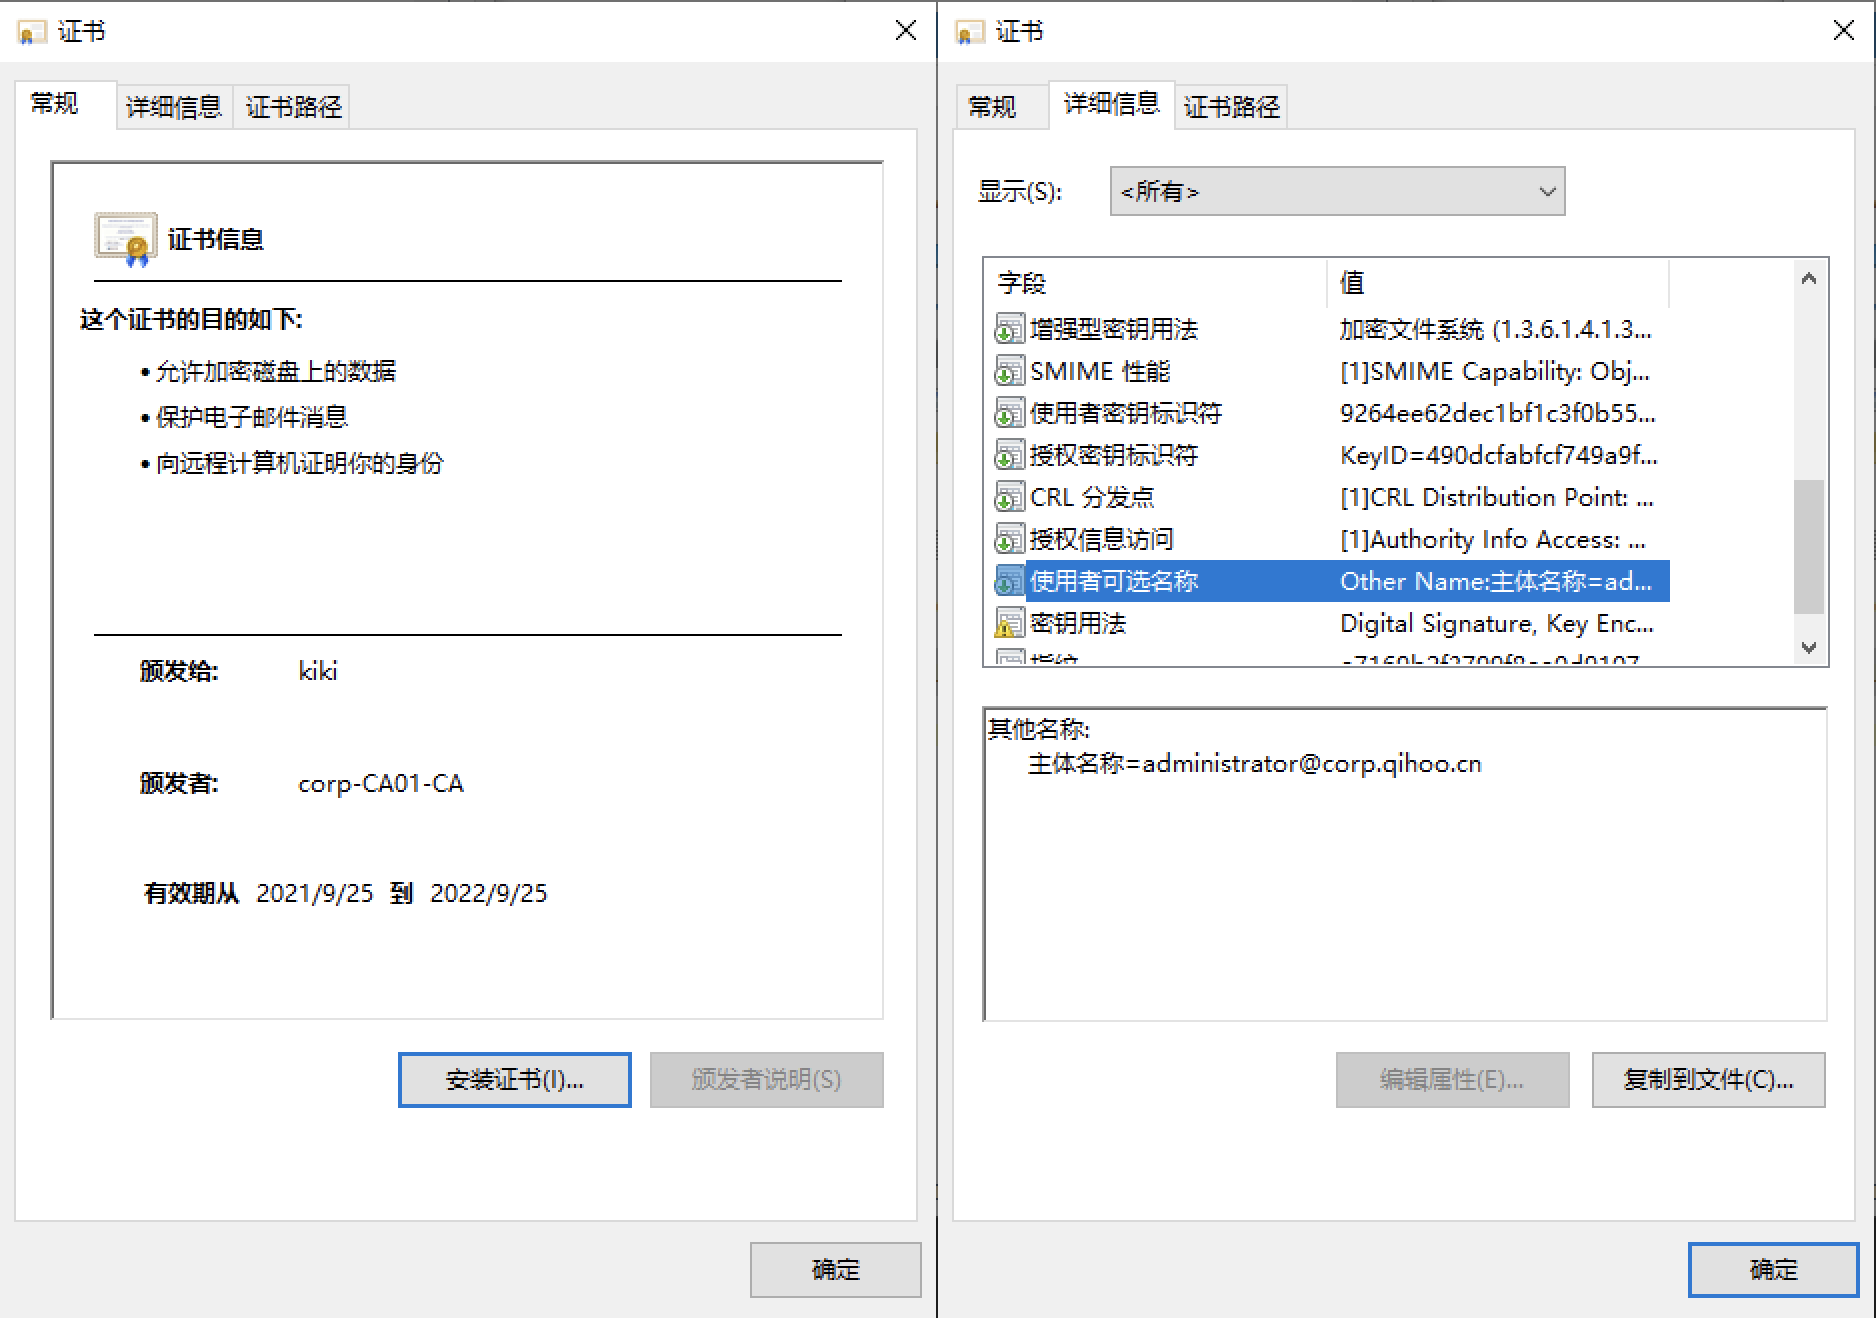 证书
常规
详细信息
证书路径
证书信息
这个证书的目的如下:
• 允许加密磁盘上的数据
• 保护电子邮件消息
• 向远程计算机证明你的身份
颁发给: kiki
颁发者: corp-CA01-CA
有效期从 2021/9/25 到 2022/9/25
安装证书(I)...
颁发者说明(S)
确定
证书
常规
详细信息
证书路径
显示(S): <所有>
字段 值
增强型密钥用法 加密文件系统 (1.3.6.1.4.1.3...
SMIME 性能 [1]SMIME Capability: Obj...
使用者密钥标识符 9264ee62dec1bf1c3f0b55...
授权密钥标识符 KeyID=490dcfabfcf749a9f...
CRL 分发点 [1]CRL Distribution Point: ...
授权信息访问 [1]Authority Info Access: ...
使用者可选名称 Other Name:主体名称=ad...
密钥用法 Digital Signature, Key Enc...
指纹
其他名称:
主体名称=administrator@corp.qihoo.cn
编辑属性(E)...
复制到文件(C)...
确定